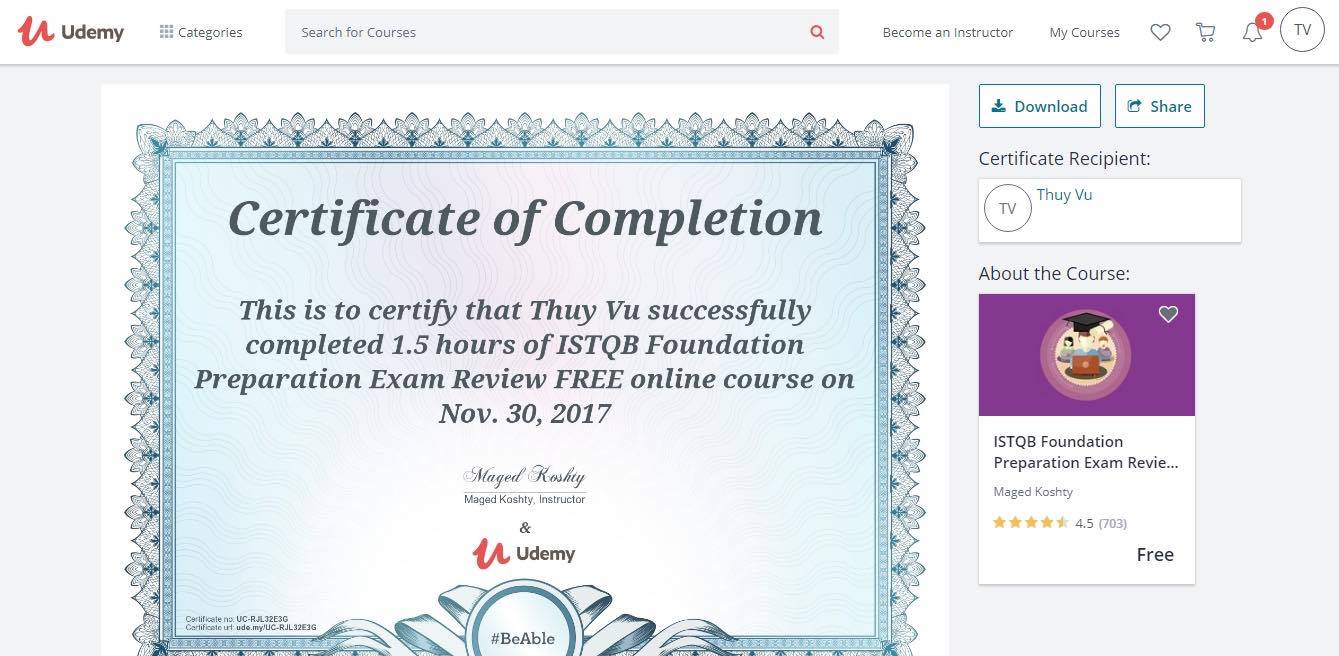 Udemy
Categories
Search for Courses
Become an Instructor
My Courses
1
TV
Certificate of Completion
This is to certify that Thuy Vu successfully
completed 1.5 hours of ISTQB Foundation
Preparation Exam Review FREE online course on
Nov. 30, 2017
Maged Koshty
Maged Koshty, Instructor
&
Udemy
#BeAble
Certificate no: UC-RJL32E3G
Certificate url: ude.my/UC-RJL32E3G
Download
Share
Certificate Recipient:
TV
Thuy Vu
About the Course:
ISTQB Foundation
Preparation Exam Revie...
Maged Koshty
4.5 (703)
Free